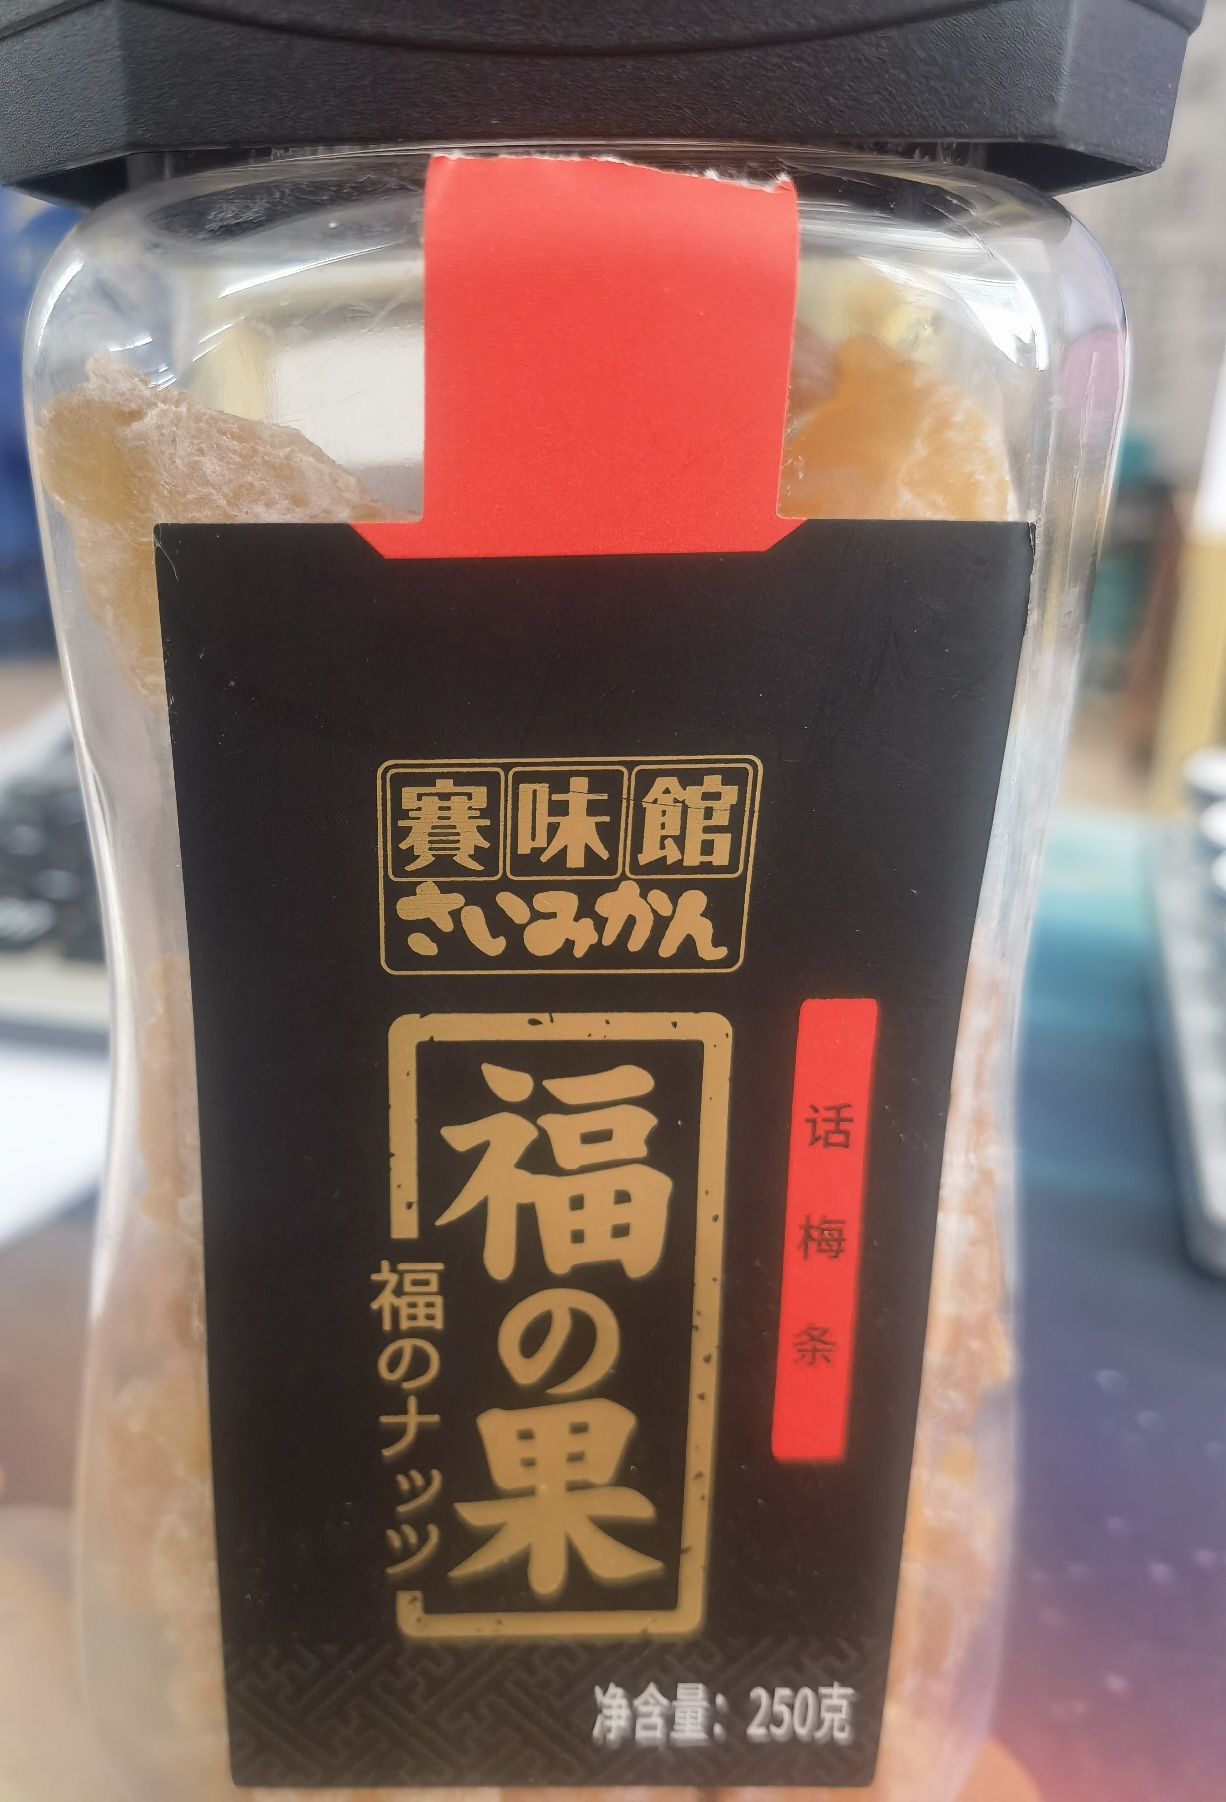 賽味館
さいみかん
福の果
福のナッツ
话梅条
净含量：250克